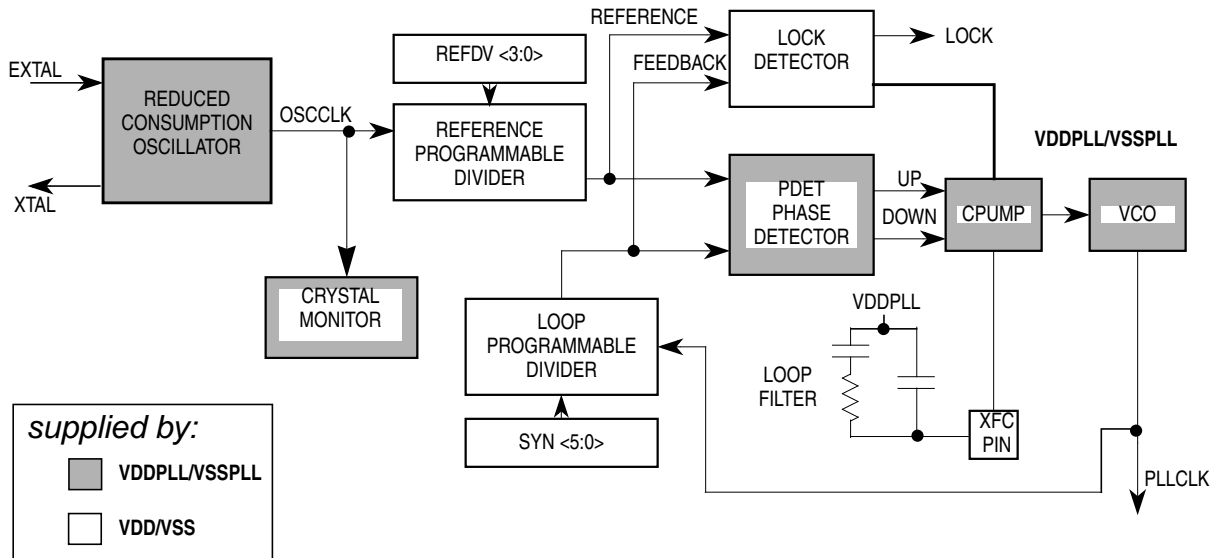 REFERENCE
REFDV <3:0>
LOCK
DETECTOR
LOCK
EXTAL
FEEDBACK
REDUCED
CONSUMPTION
OSCILLATOR
OSCCLK
REFERENCE
PROGRAMMABLE
DIVIDER
VDDPLL/VSSPLL
XTAL
PDET
PHASE
DETECTOR
UP
DOWN
CPUMP
VCO
CRYSTAL
MONITOR
LOOP
PROGRAMMABLE
DIVIDER
VDDPLL
LOOP
FILTER
XFC
PIN
SYN <5:0>
PLLCLK
supplied by:
VDDPLL/VSSPLL
VDD/VSS